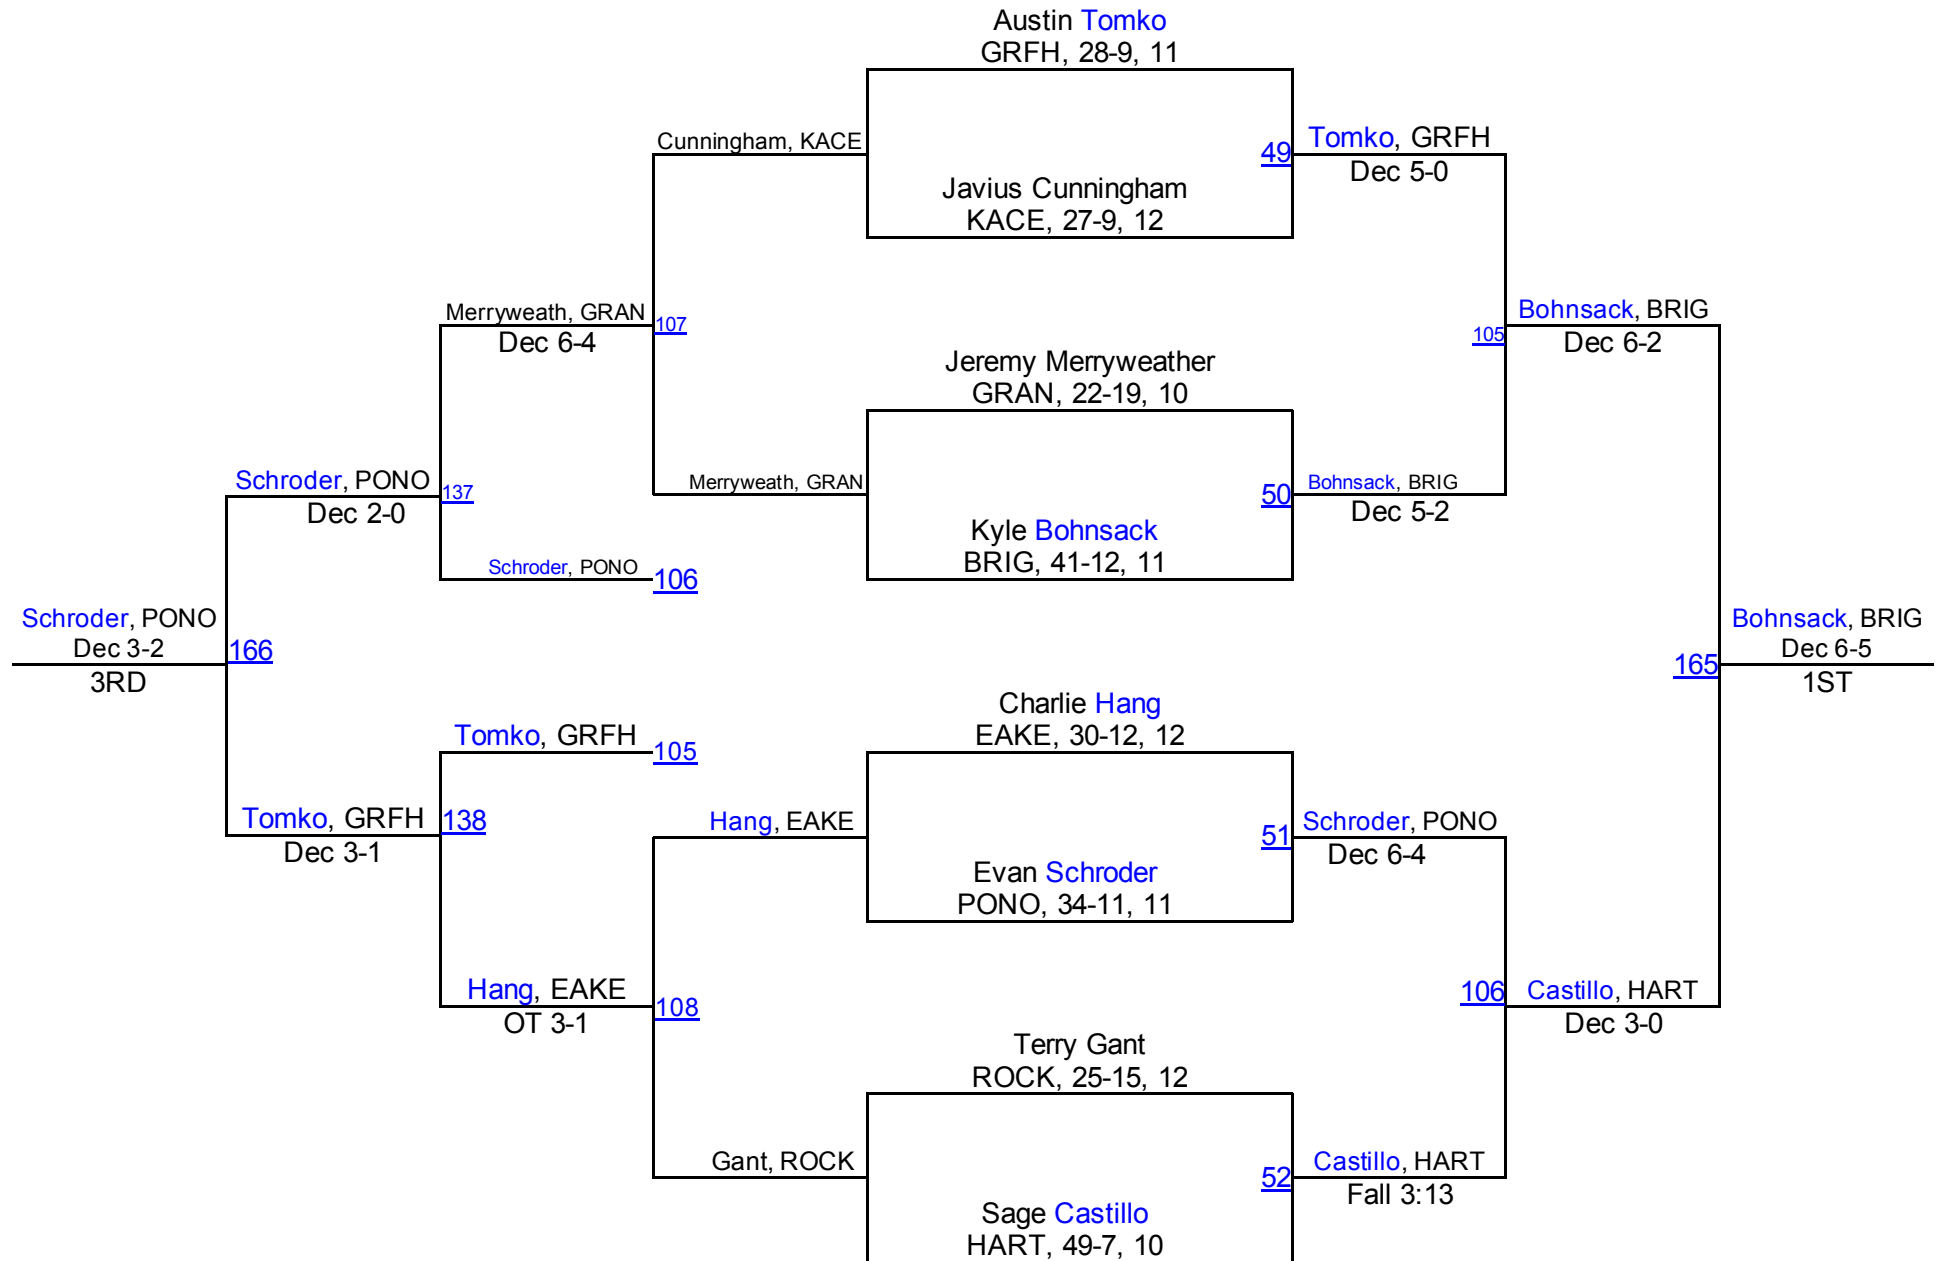 Austin Tomko
GRFH, 28-9, 11
Cunningham, KACE
49
Tomko, GRFH
Dec 5-0
Javius Cunningham
KACE, 27-9, 12
Merryweath, GRAN
Dec 6-4
107
105
Bohnsack, BRIG
Dec 6-2
Jeremy Merryweather
GRAN, 22-19, 10
Schroder, PONO
Dec 2-0
137
Merryweath, GRAN
50
Bohnsack, BRIG
Dec 5-2
Kyle Bohnsack
BRIG, 41-12, 11
Schroder, PONO
106
Schroder, PONO
Dec 3-2
3RD
166
165
Bohnsack, BRIG
Dec 6-5
1ST
Charlie Hang
EAKE, 30-12, 12
Tomko, GRFH
105
Tomko, GRFH
Dec 3-1
138
Hang, EAKE
51
Schroder, PONO
Dec 6-4
Evan Schroder
PONO, 34-11, 11
Hang, EAKE
OT 3-1
108
106
Castillo, HART
Dec 3-0
Terry Gant
ROCK, 25-15, 12
Gant, ROCK
52
Castillo, HART
Fall 3:13
Sage Castillo
HART, 49-7, 10